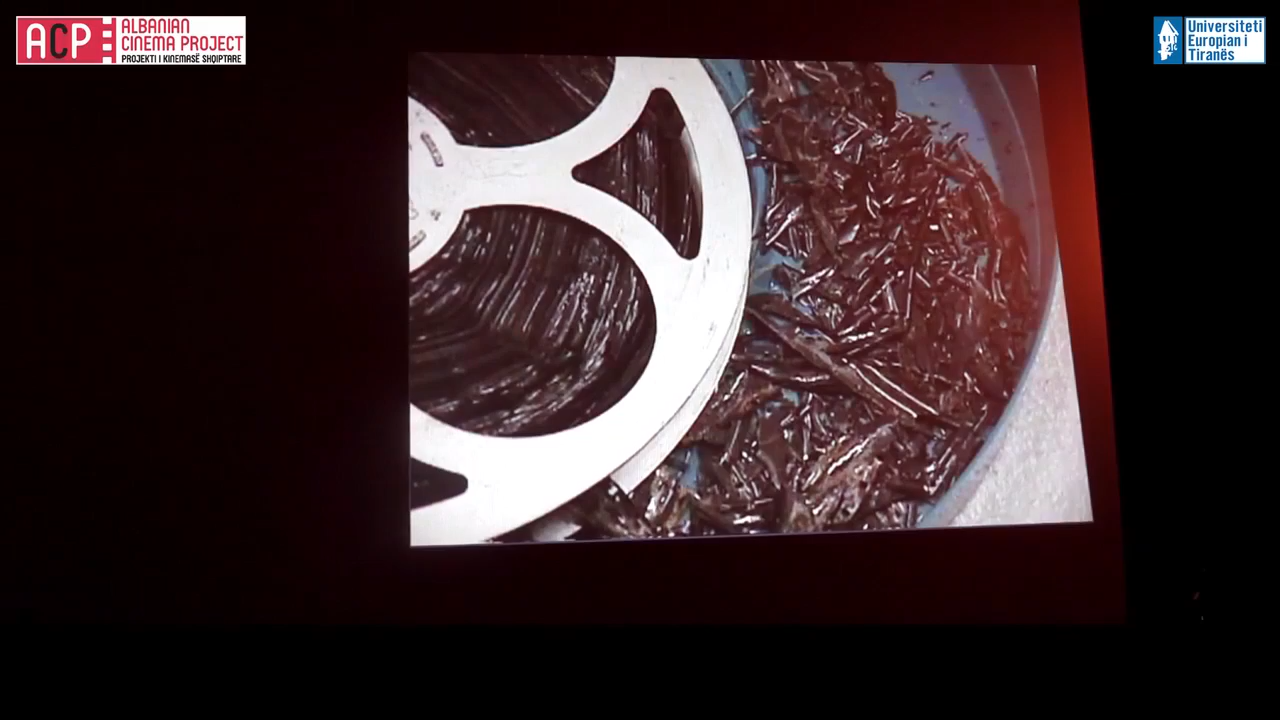 ACP
ALBANIAN
CINEMA PROJECT
PROJEKTI I KINEMASË SHQIPTARE
Universiteti
Europian i
Tiranës